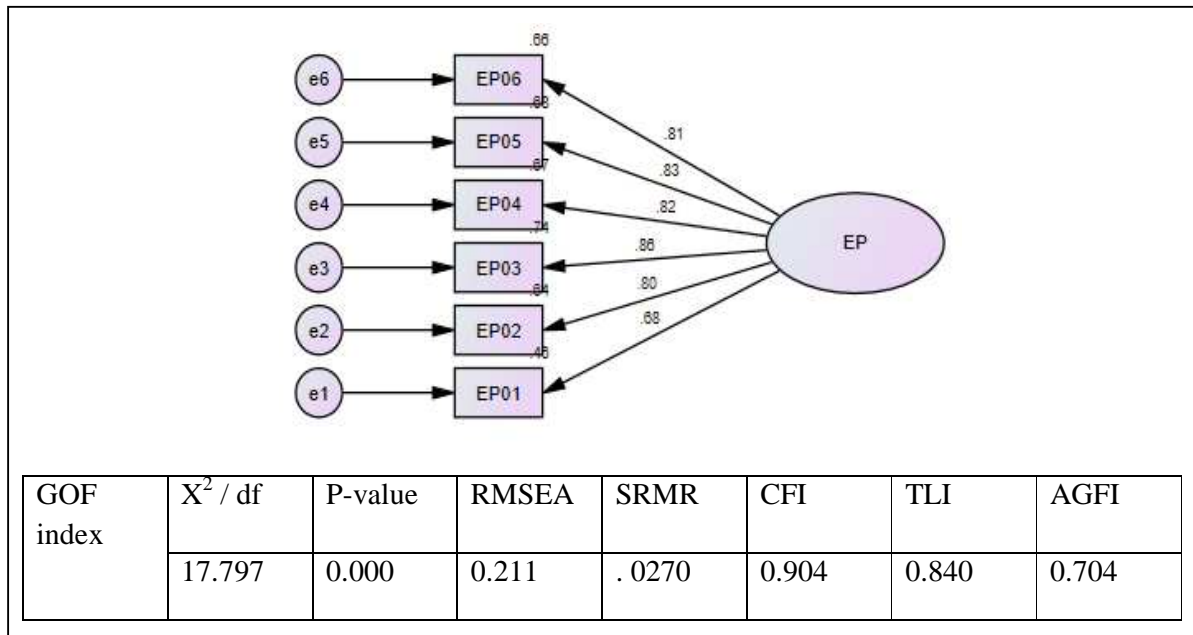 .66
e6 EP06
.81
.68
e5 EP05
.83
.67
e4 EP04
.82
.74
EP
e3 EP03
.86
.64
e2 EP02
.80
.46
e1 EP01
.68
GOF index X² / df P-value RMSEA SRMR CFI TLI AGFI
17.797 0.000 0.211 . 0270 0.904 0.840 0.704